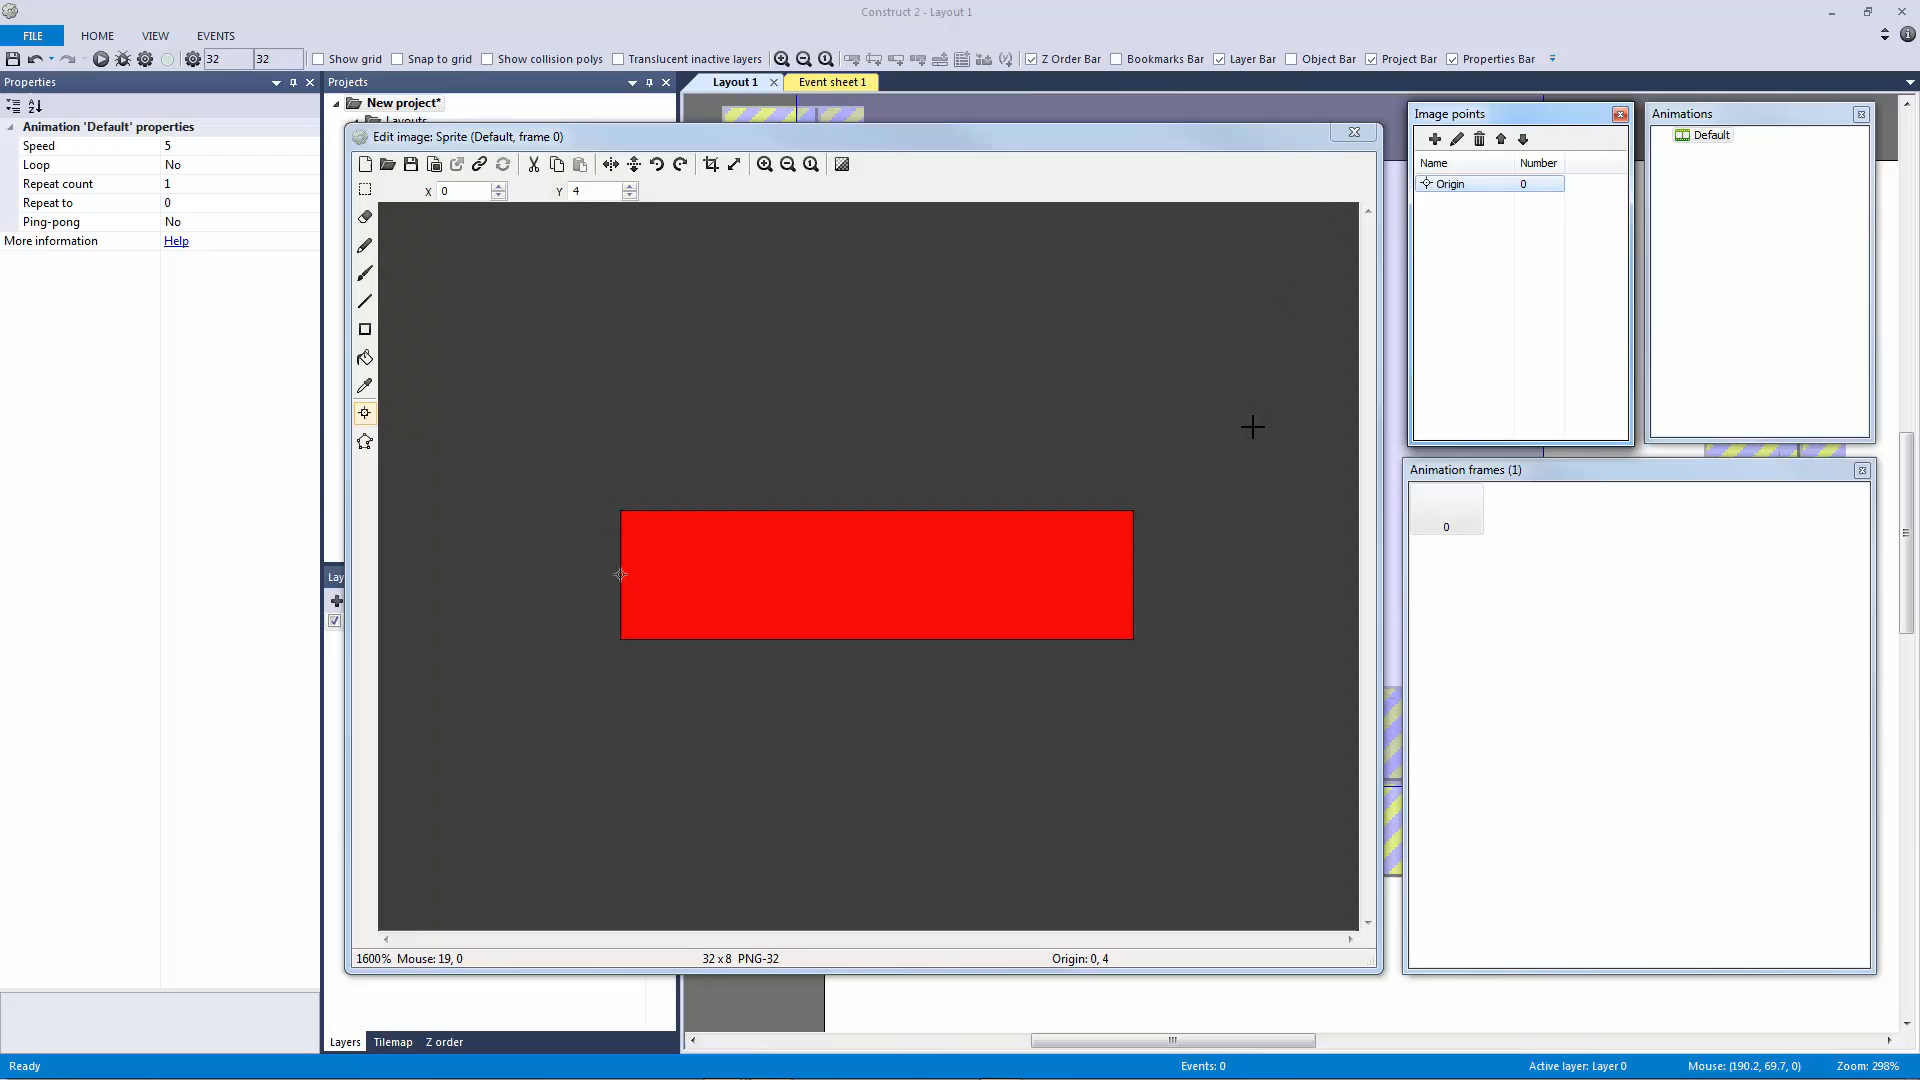 Construct 2 - Layout 1
FILE HOME VIEW EVENTS
32 32 Show grid Snap to grid Show collision polys Translucent inactive layers Z Order Bar Bookmarks Bar Layer Bar Object Bar Project Bar Properties Bar
Properties
Animation 'Default' properties
Speed 5
Loop No
Repeat count 1
Repeat to 0
Ping-pong No
More information Help
Projects
New project*
Layouts
Layout 1 Event sheet 1
Edit image: Sprite (Default, frame 0)
X 0 Y 4
1600% Mouse: 19, 0 32 x 8 PNG-32 Origin: 0, 4
Image points
Name Number
Origin 0
Animations
Default
Animation frames (1)
0
Lay
Layers Tilemap Z order
Ready Events: 0 Active layer: Layer 0 Mouse: (190.2, 69.7, 0) Zoom: 298%